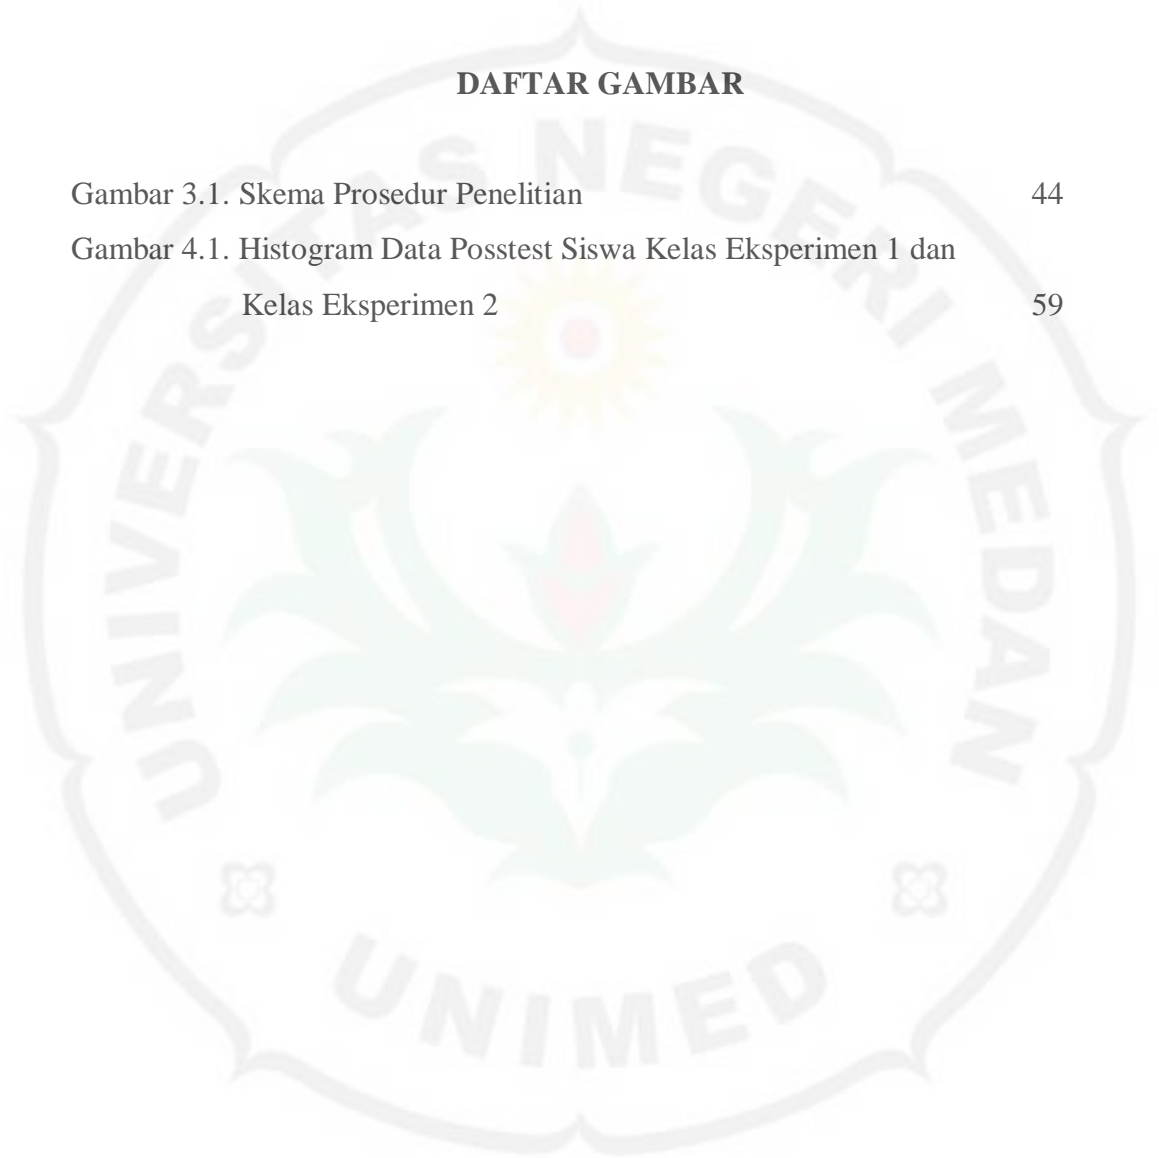 DAFTAR GAMBAR
Gambar 3.1. Skema Prosedur Penelitian 44
Gambar 4.1. Histogram Data Posstest Siswa Kelas Eksperimen 1 dan
Kelas Eksperimen 2 59
UNIVERSITAS NEGERI MEDAN
UNIMED